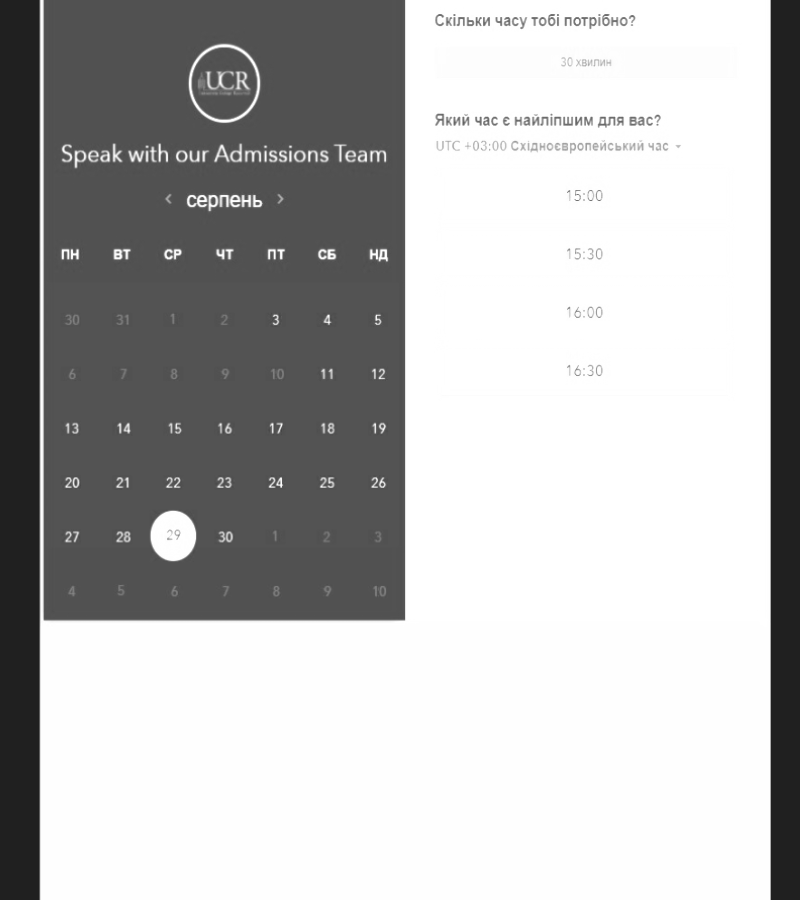 UCR
Speak with our Admissions Team
серпень
ПН ВТ СР ЧТ ПТ СБ НД
30 31 1 2 3 4 5
6 7 8 9 10 11 12
13 14 15 16 17 18 19
20 21 22 23 24 25 26
27 28 29 30 1 2 3
4 5 6 7 8 9 10
Скільки часу тобі потрібно?
30 хвилин
Який час є найліпшим для вас?
UTC +03:00 Східноєвропейський час
15:00
15:30
16:00
16:30